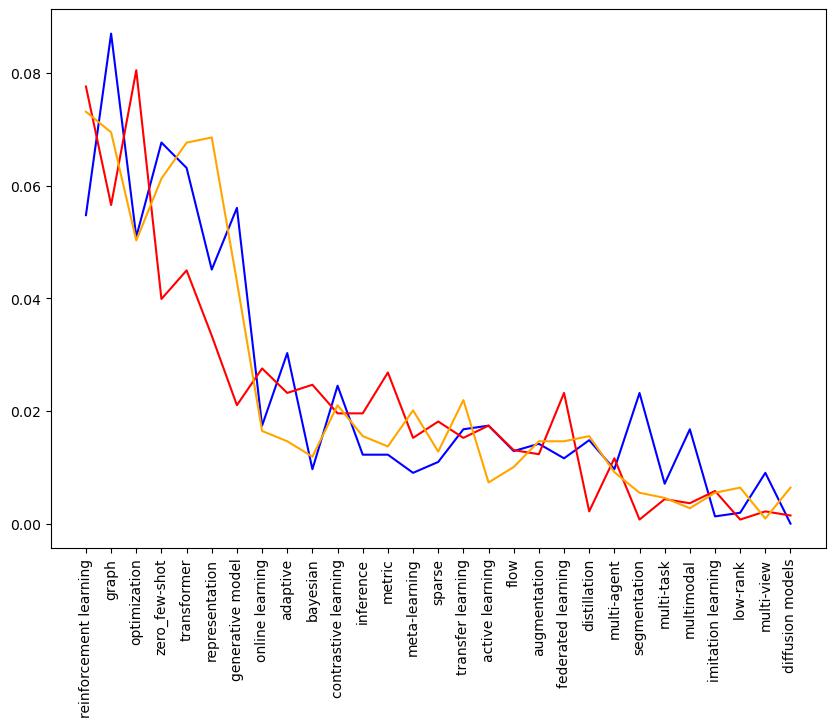 0.08
0.06
0.04
0.02
0.00
reinforcement learning
graph
optimization
zero_few-shot
transformer
representation
generative model
online learning
adaptive
bayesian
contrastive learning
inference
metric
meta-learning
sparse
transfer learning
active learning
flow
augmentation
federated learning
distillation
multi-agent
segmentation
multi-task
multimodal
imitation learning
low-rank
multi-view
diffusion models